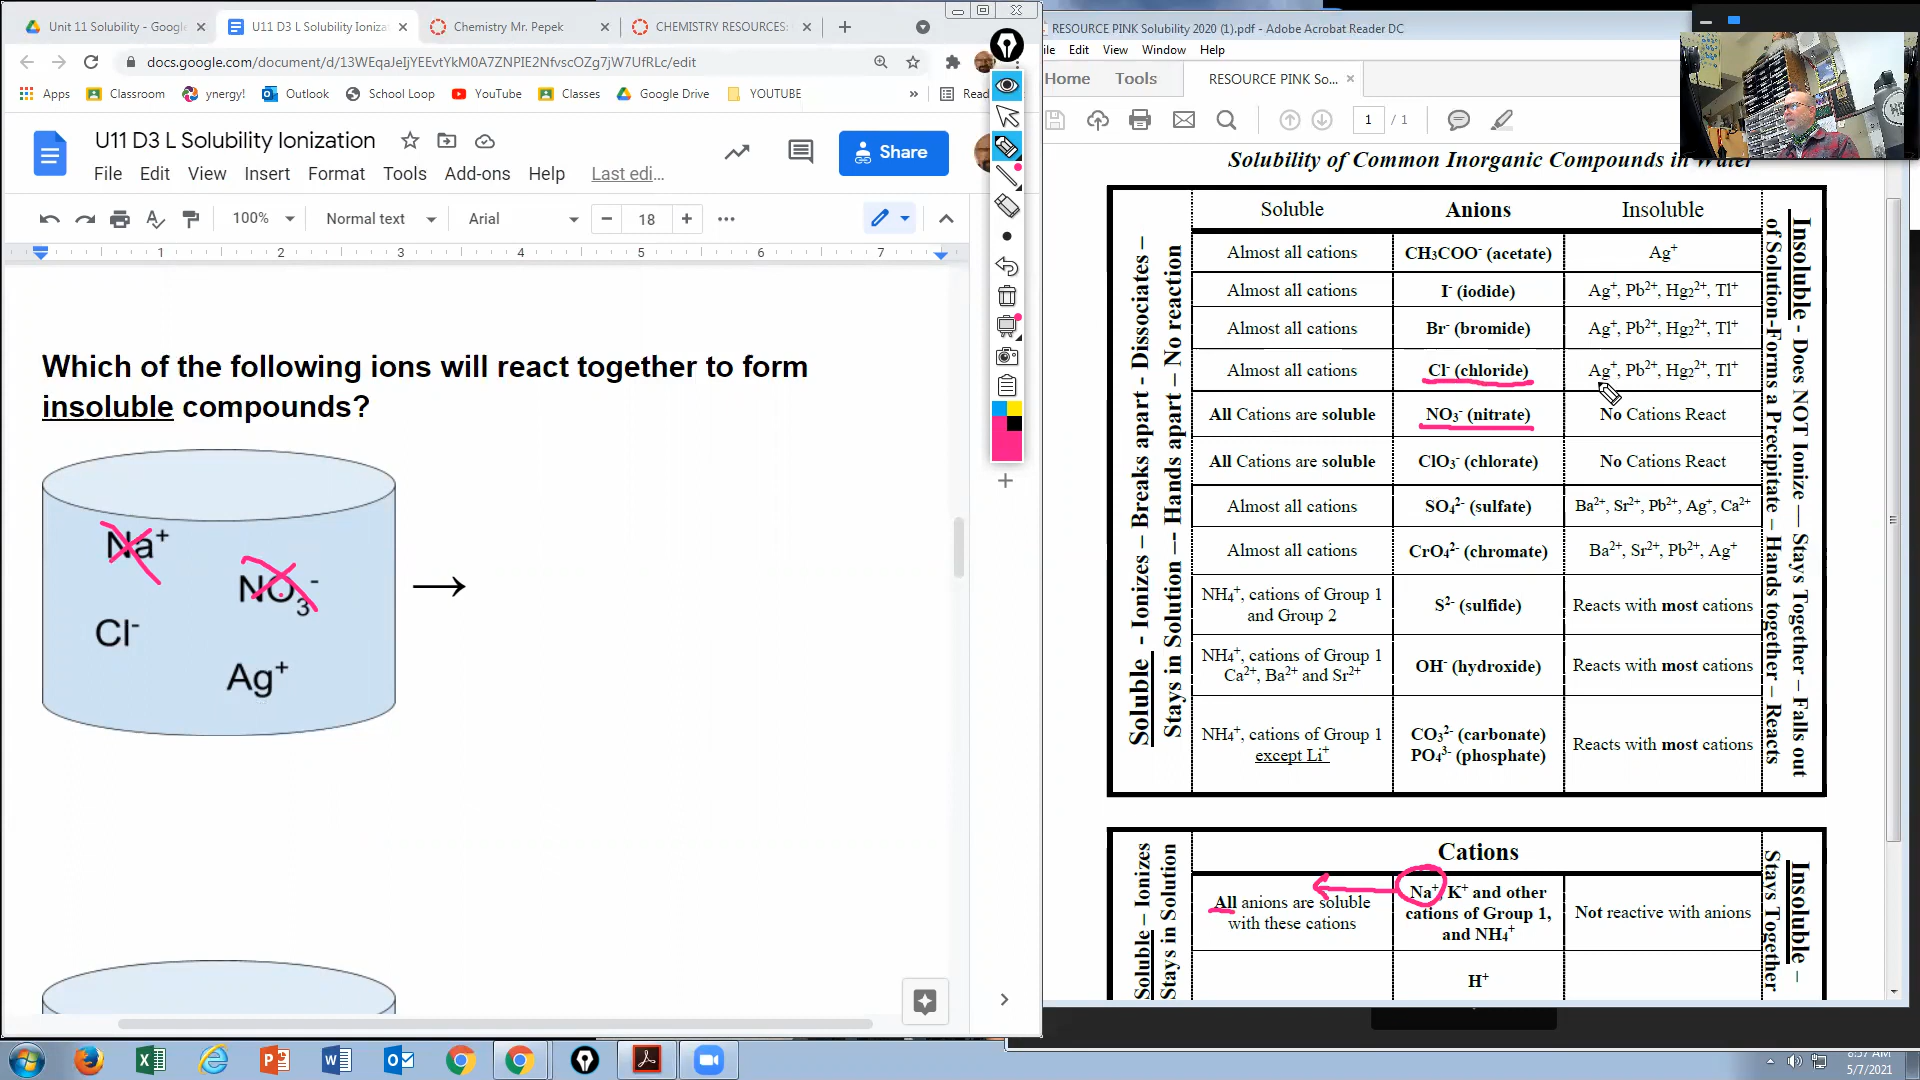 Unit 11 Solubility - Google
U11 D3 L Solubility Ionizat
Chemistry Mr. Pepek
CHEMISTRY RESOURCES:
docs.google.com/document/d/13WEqaJeIjYEEvtYkM0A7ZNPIE2NfvscOZg7jW7UfRLc/edit
Apps
Classroom
ynergy!
Outlook
School Loop
YouTube
Classes
Google Drive
YOUTUBE
»
Read
U11 D3 L Solubility Ionization
File Edit View Insert Format Tools Add-ons Help Last edi...
Share
100% Normal text Arial 18
1 2 3 4 5 6 7
Which of the following ions will react together to form
insoluble compounds?
Na⁺
NO₃⁻
Cl⁻
Ag⁺
→
RESOURCE PINK Solubility 2020 (1).pdf - Adobe Acrobat Reader DC
ile Edit View Window Help
Home Tools RESOURCE PINK So... ×
1 / 1
Solubility of Common Inorganic Compounds in Water
Soluble - Ionizes – Breaks apart - Dissociates –
Stays in Solution –- Hands apart – No reaction
Soluble Anions Insoluble
Almost all cations CH₃COO⁻ (acetate) Ag⁺
Almost all cations I⁻ (iodide) Ag⁺, Pb²⁺, Hg₂²⁺, Tl⁺
Almost all cations Br⁻ (bromide) Ag⁺, Pb²⁺, Hg₂²⁺, Tl⁺
Almost all cations Cl⁻ (chloride) Ag⁺, Pb²⁺, Hg₂²⁺, Tl⁺
All Cations are soluble NO₃⁻ (nitrate) No Cations React
All Cations are soluble ClO₃⁻ (chlorate) No Cations React
Almost all cations SO₄²⁻ (sulfate) Ba²⁺, Sr²⁺, Pb²⁺, Ag⁺, Ca²⁺
Almost all cations CrO₄²⁻ (chromate) Ba²⁺, Sr²⁺, Pb²⁺, Ag⁺
NH₄⁺, cations of Group 1
and Group 2
S²⁻ (sulfide)
Reacts with most cations
NH₄⁺, cations of Group 1
Ca²⁺, Ba²⁺ and Sr²⁺
OH⁻ (hydroxide)
Reacts with most cations
NH₄⁺, cations of Group 1
except Li⁺
CO₃²⁻ (carbonate)
PO₄³⁻ (phosphate)
Reacts with most cations
Insoluble - Does NOT Ionize — Stays Together – Falls out
of Solution-Forms a Precipitate – Hands together – Reacts
Soluble – Ionizes
Stays in Solution
Cations
All anions are soluble
with these cations
Na⁺, K⁺ and other
cations of Group 1,
and NH₄⁺
Not reactive with anions
H⁺
Insoluble –
Stays Together
8:57 AM
5/7/2021